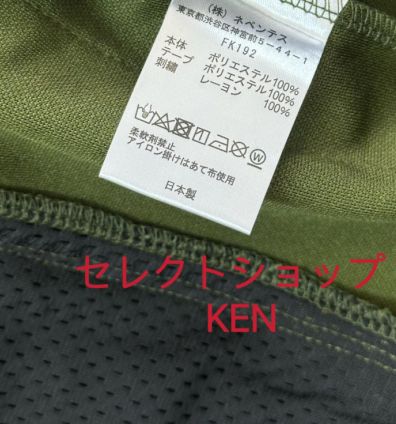 (株) ネペンテス
東京都渋谷区神宮前5-44-1
FK192
本体 ポリエステル100%
テープ ポリエステル100%
刺繍 レーヨン 100%
W
柔軟剤禁止
アイロン掛けはあて布使用
日本製
セレクトショップ
KEN